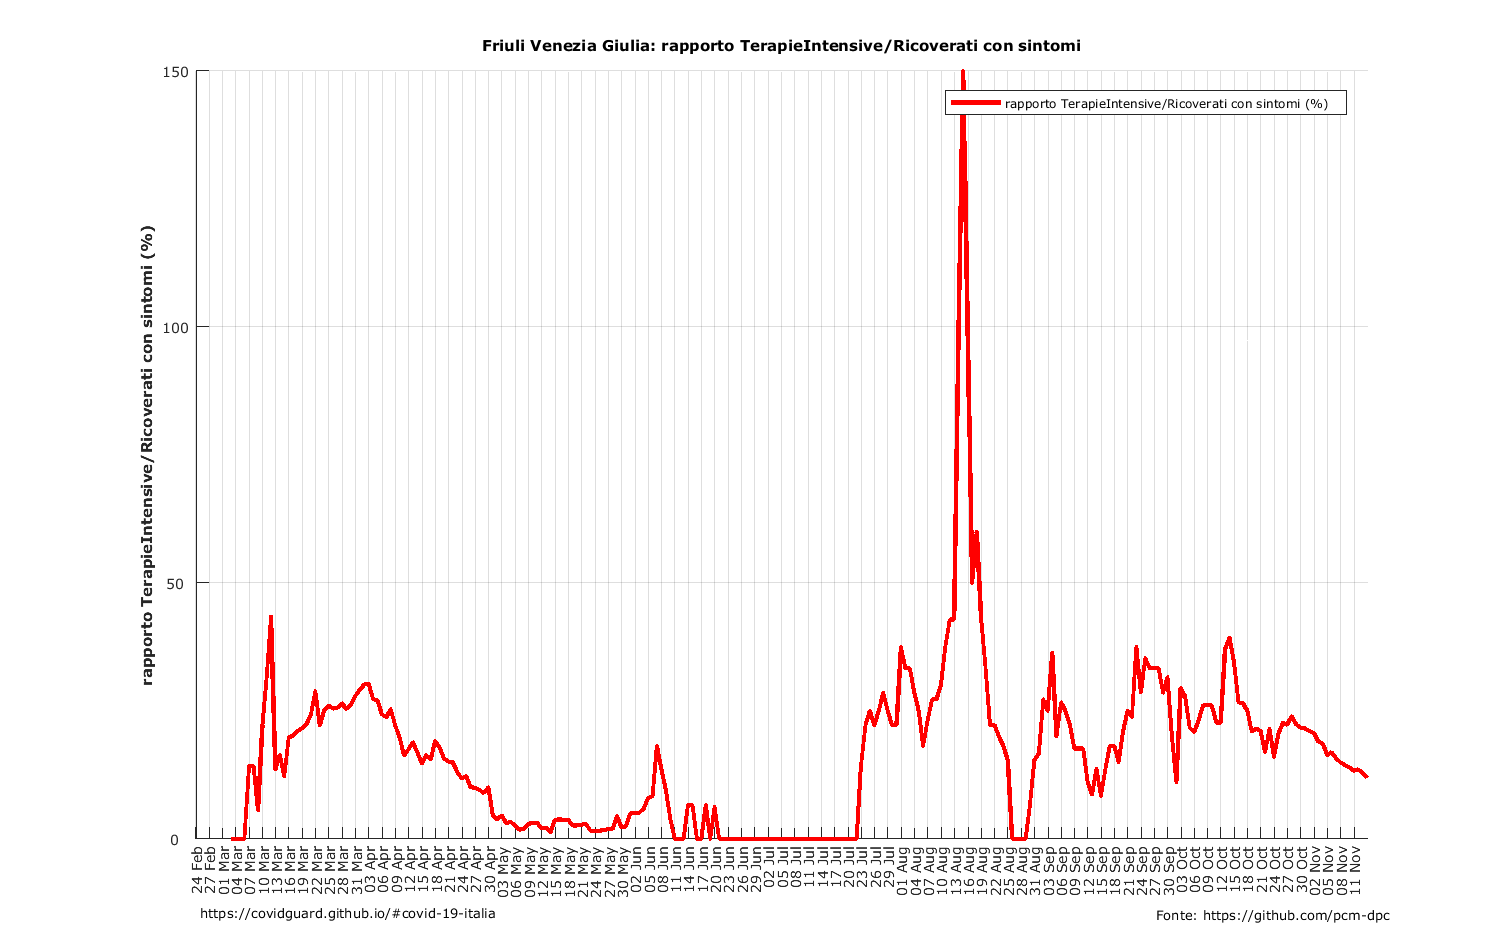 Friuli Venezia Giulia: rapporto TerapieIntensive/Ricoverati con sintomi
rapporto TerapieIntensive/Ricoverati con sintomi (%)
rapporto TerapieIntensive/Ricoverati con sintomi (%)
150
100
50
0
24 Feb
27 Feb
01 Mar
04 Mar
07 Mar
10 Mar
13 Mar
16 Mar
19 Mar
22 Mar
25 Mar
28 Mar
31 Mar
03 Apr
06 Apr
09 Apr
12 Apr
15 Apr
18 Apr
21 Apr
24 Apr
27 Apr
30 Apr
03 May
06 May
09 May
12 May
15 May
18 May
21 May
24 May
27 May
30 May
02 Jun
05 Jun
08 Jun
11 Jun
14 Jun
17 Jun
20 Jun
23 Jun
26 Jun
29 Jun
02 Jul
05 Jul
08 Jul
11 Jul
14 Jul
17 Jul
20 Jul
23 Jul
26 Jul
29 Jul
01 Aug
04 Aug
07 Aug
10 Aug
13 Aug
16 Aug
19 Aug
22 Aug
25 Aug
28 Aug
31 Aug
03 Sep
06 Sep
09 Sep
12 Sep
15 Sep
18 Sep
21 Sep
24 Sep
27 Sep
30 Sep
03 Oct
06 Oct
09 Oct
12 Oct
15 Oct
18 Oct
21 Oct
24 Oct
27 Oct
30 Oct
02 Nov
05 Nov
08 Nov
11 Nov
https://covidguard.github.io/#covid-19-italia
Fonte: https://github.com/pcm-dpc